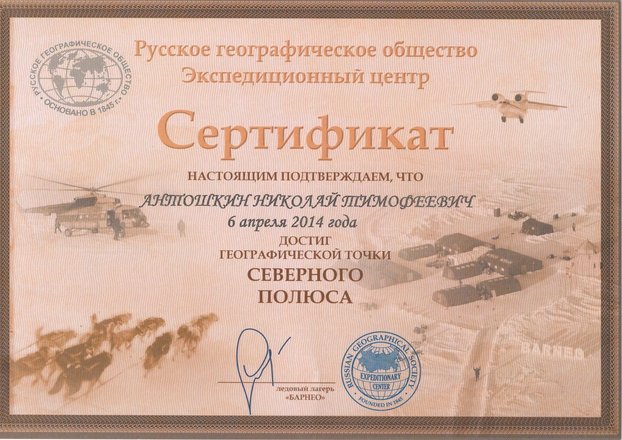 РУССКОЕ ГЕОГРАФИЧЕСКОЕ ОБЩЕСТВО
• ОСНОВАНО В 1845 г. •
Русское географическое общество
Экспедиционный центр
Сертификат
НАСТОЯЩИМ ПОДТВЕРЖДАЕМ, ЧТО
АНТОШКИН НИКОЛАЙ ТИМОФЕЕВИЧ
6 апреля 2014 года
ДОСТИГ
ГЕОГРАФИЧЕСКОЙ ТОЧКИ
СЕВЕРНОГО
ПОЛЮСА
BARNEO
ледовый лагерь
«БАРНЕО»
RUSSIAN GEOGRAPHICAL SOCIETY
EXPEDITIONARY
CENTER
FOUNDED IN 1845